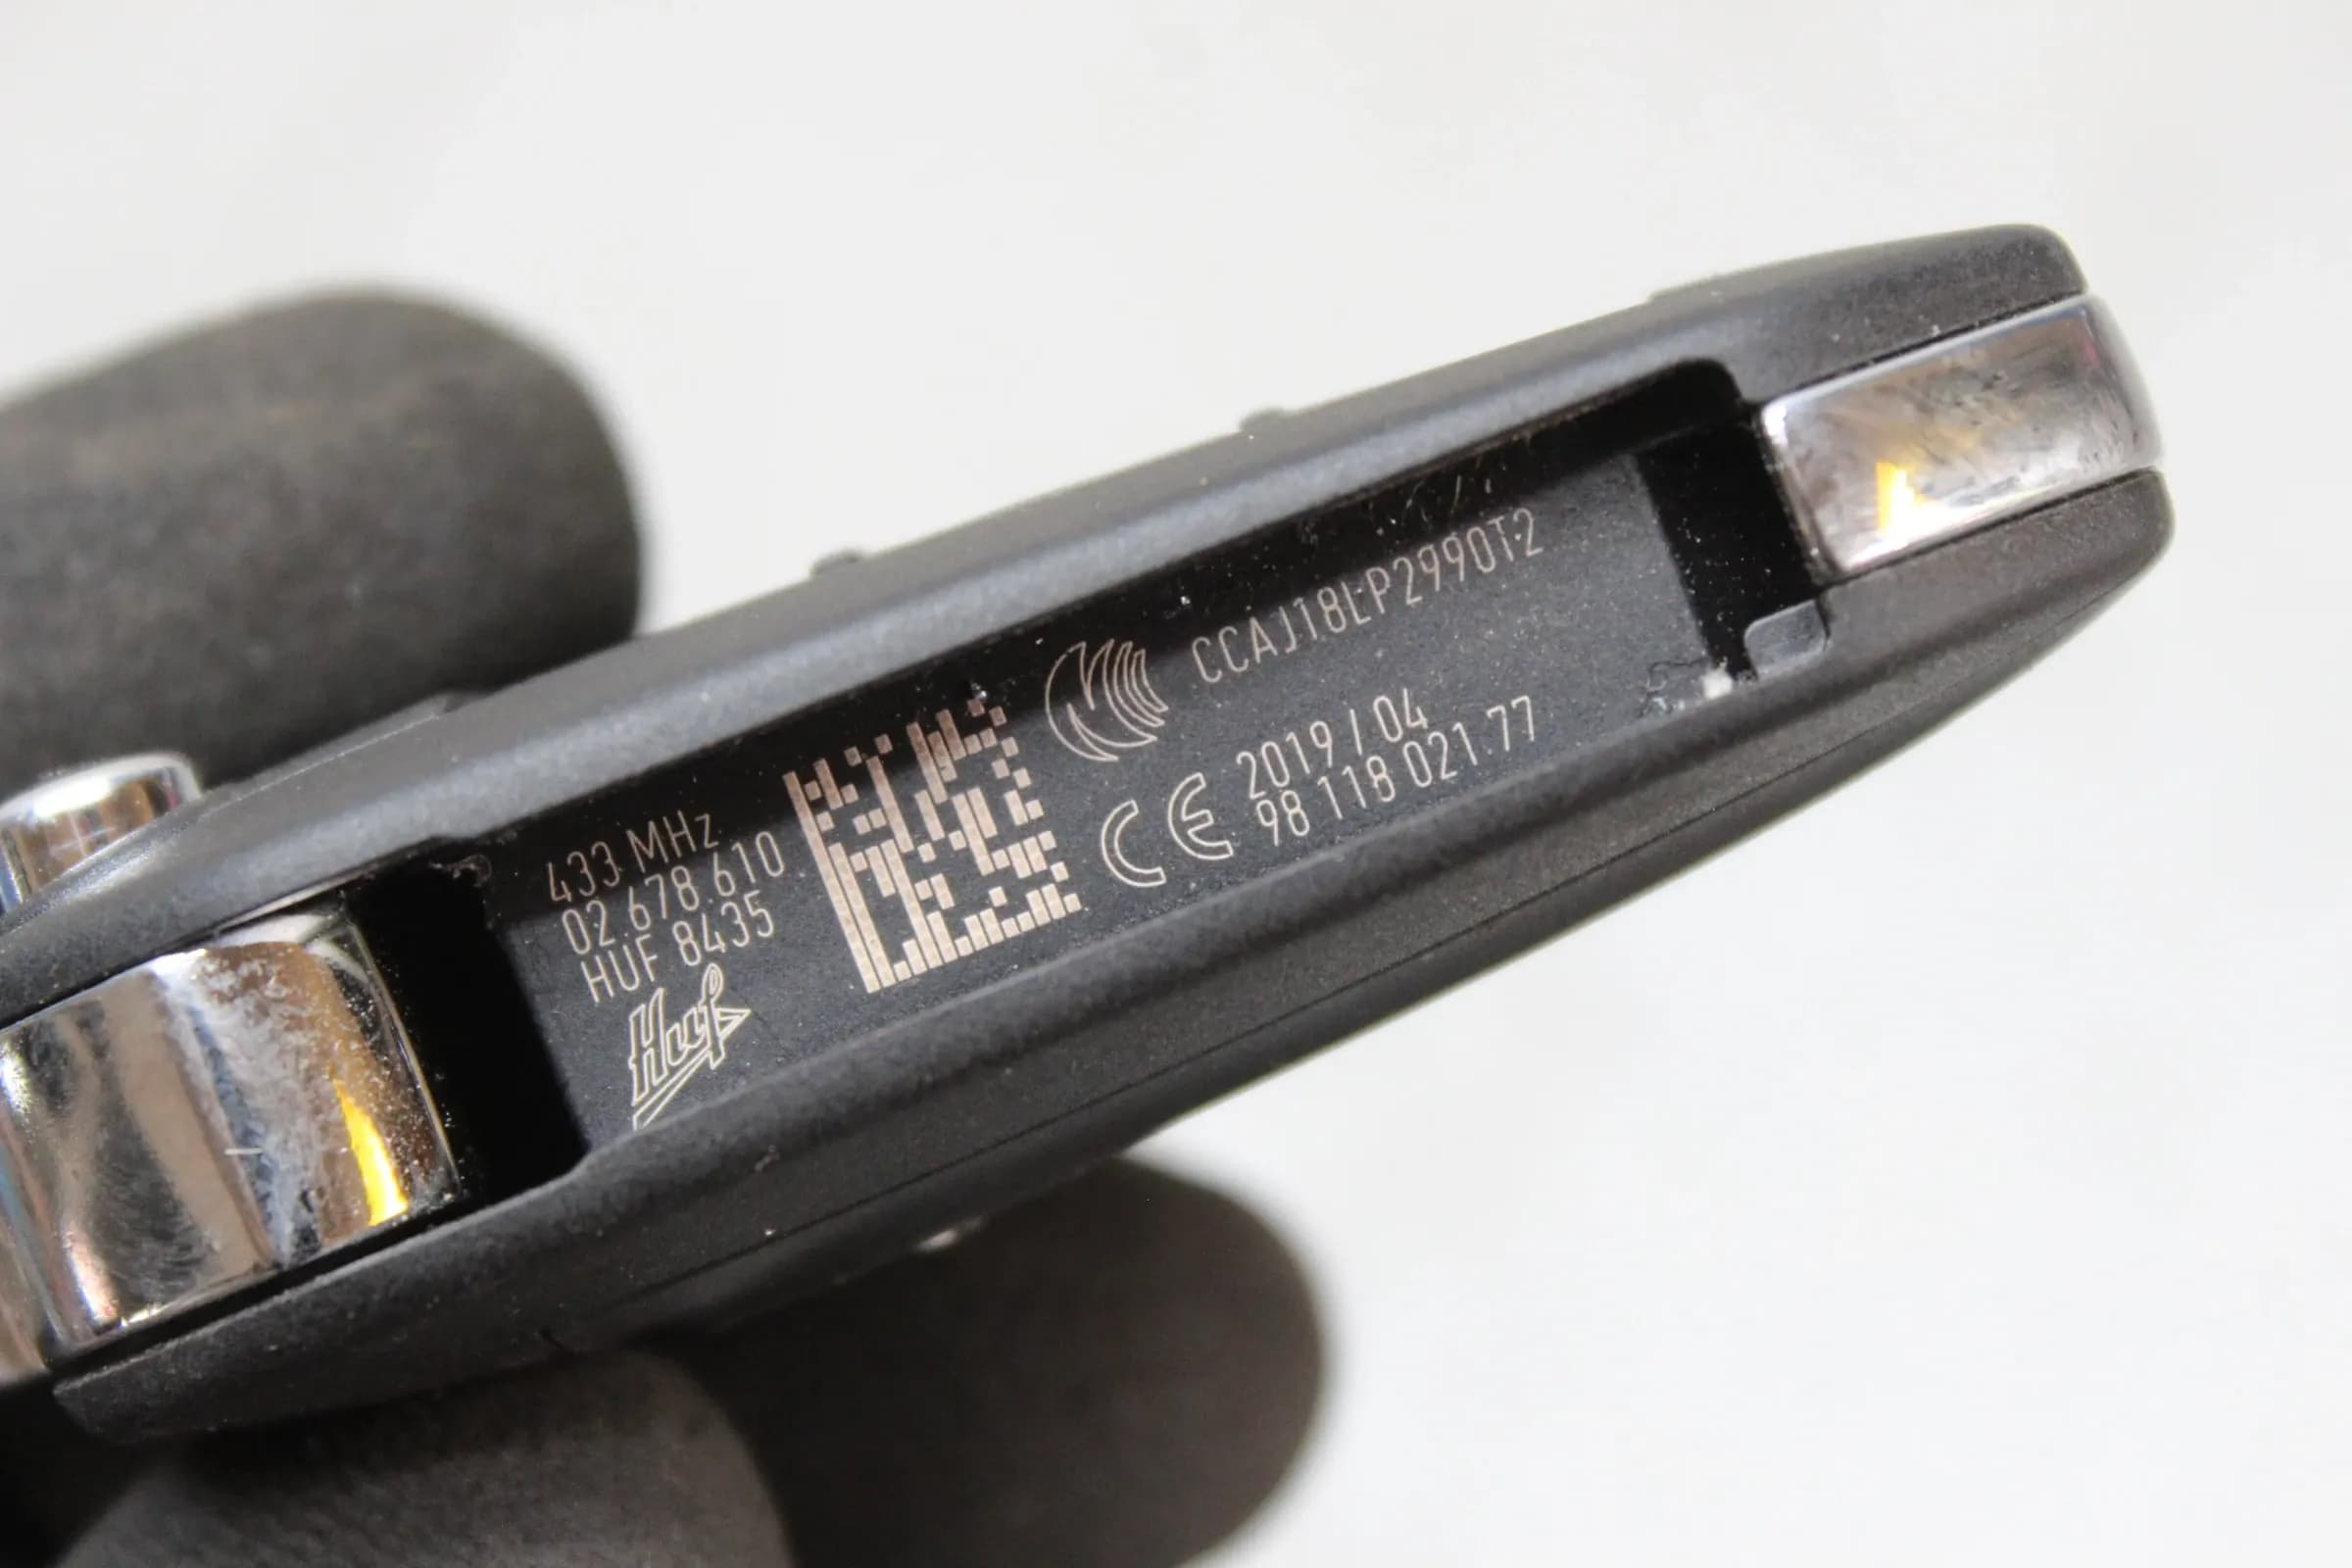 433 MHz
02.678.610
HUF 8435
Huf
CCAJ18LP2990T2
CE
2019/04
98 118 021.77